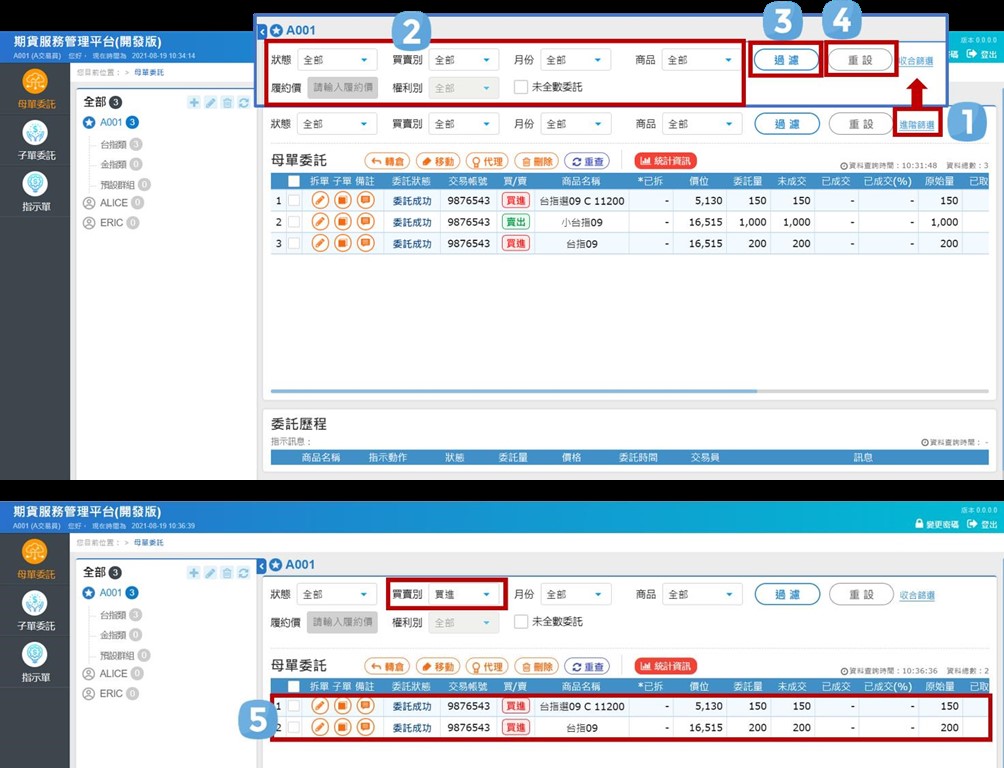 期貨服務管理平台(開發版)
A001 (A交易員) 您好， 現在時間為 2021-08-19 10:34:14
版本 0.0.0.0
碼 登出
您目前位置： > 母單委託
A001
2
3
4
狀態 全部 買賣別 全部 月份 全部 商品 全部 過濾 重設 收合篩選
履約價 請輸入履約價 權利別 全部 未全數委託
狀態 全部 買賣別 全部 月份 全部 商品 全部 過濾 重設 進階篩選
1
母單委託
子單委託
指示單
全部 3
A001 3
台指類 3
金指類 0
預設群組 0
ALICE 0
ERIC 0
母單委託 轉倉 移動 代理 刪除 重查 統計資訊
資料查詢時間：10:31:48 資料總數：3
拆單 子單 備註 委託狀態 交易帳號 買/賣 商品名稱 *已拆 價位 委託量 未成交 已成交 已成交(%) 原始量 已取
1 委託成功 9876543 買進 台指選09 C 11200 - 5,130 150 150 - - 150
2 委託成功 9876543 賣出 小台指09 - 16,515 1,000 1,000 - - 1,000
3 委託成功 9876543 買進 台指09 - 16,515 200 200 - - 200
委託歷程
指示訊息：
資料查詢時間： -
商品名稱 指示動作 狀態 委託量 價格 委託時間 交易員 訊息
期貨服務管理平台(開發版)
A001 (A交易員) 您好， 現在時間為 2021-08-19 10:36:39
版本 0.0.0.0
變更密碼 登出
您目前位置： > 母單委託
母單委託
子單委託
指示單
全部 3
A001 3
台指類 3
金指類 0
預設群組 0
ALICE 0
ERIC 0
A001
狀態 全部 買賣別 買進 月份 全部 商品 全部 過濾 重設 收合篩選
履約價 請輸入履約價 權利別 全部 未全數委託
母單委託 轉倉 移動 代理 刪除 重查 統計資訊
資料查詢時間：10:36:36 資料總數：2
拆單 子單 備註 委託狀態 交易帳號 買/賣 商品名稱 *已拆 價位 委託量 未成交 已成交 已成交(%) 原始量 已取
1 委託成功 9876543 買進 台指選09 C 11200 - 5,130 150 150 - - 150
2 委託成功 9876543 買進 台指09 - 16,515 200 200 - - 200
5